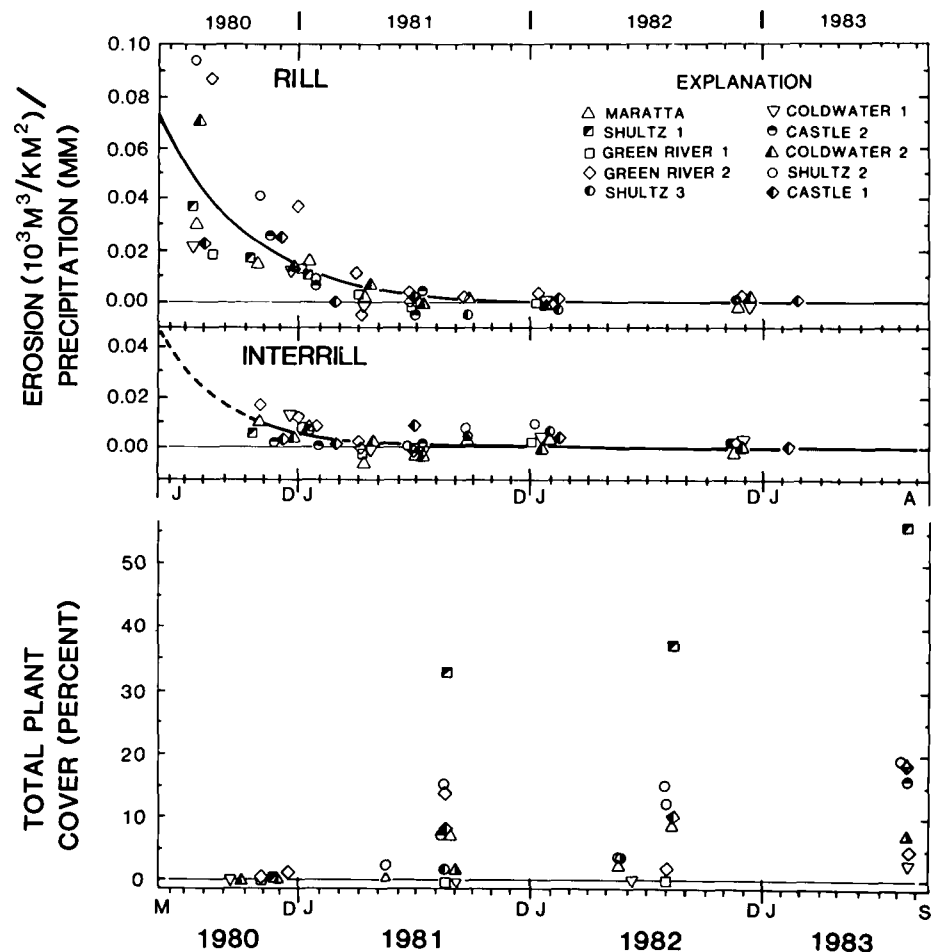 1980 1981 1982 1983
EROSION (10³M³/KM²)/
PRECIPITATION (MM)
0.10
0.08
0.06
0.04
0.02
0.00
RILL
EXPLANATION
MARATTA
SHULTZ 1
GREEN RIVER 1
GREEN RIVER 2
SHULTZ 3
COLDWATER 1
CASTLE 2
COLDWATER 2
SHULTZ 2
CASTLE 1
0.04
0.02
0.00
INTERRILL
J D J D J D J A
TOTAL PLANT
COVER (PERCENT)
50
40
30
20
10
0
M D J D J D J S
1980 1981 1982 1983